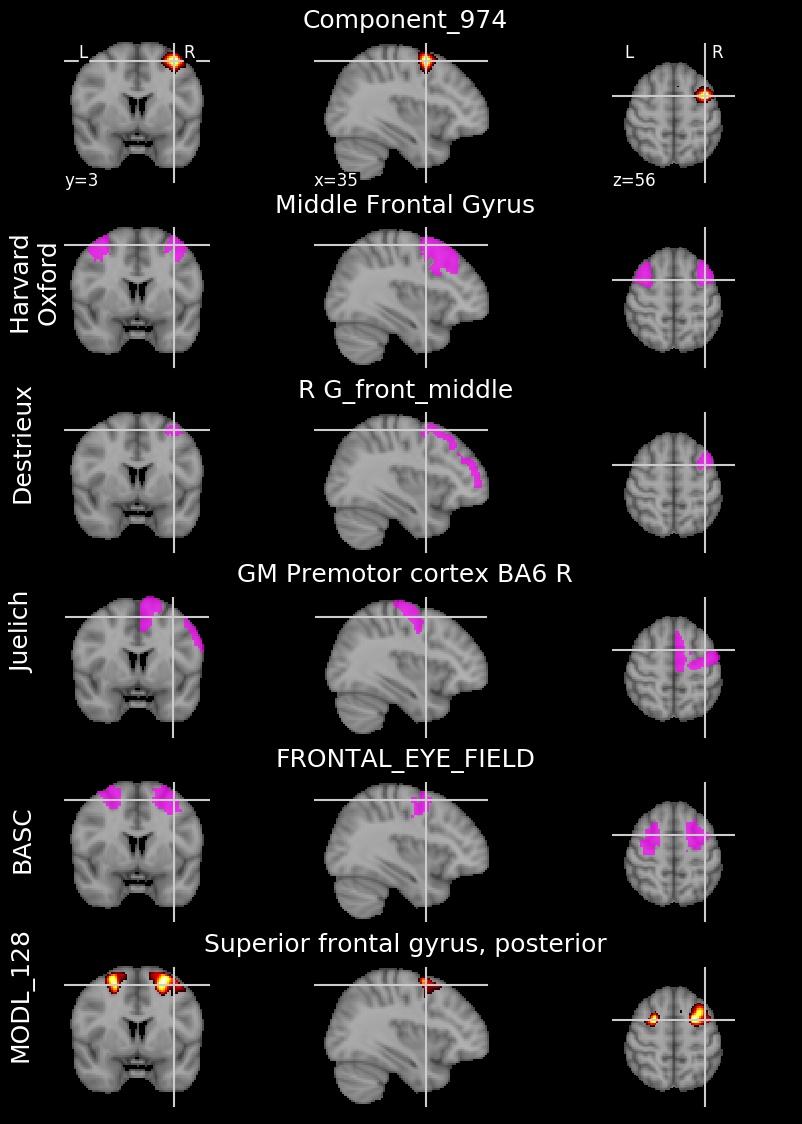 Component_974
L R
L R
y=3 x=35 z=56
Middle Frontal Gyrus
Harvard
Oxford
R G_front_middle
Destrieux
GM Premotor cortex BA6 R
Juelich
FRONTAL_EYE_FIELD
BASC
Superior frontal gyrus, posterior
MODL_128